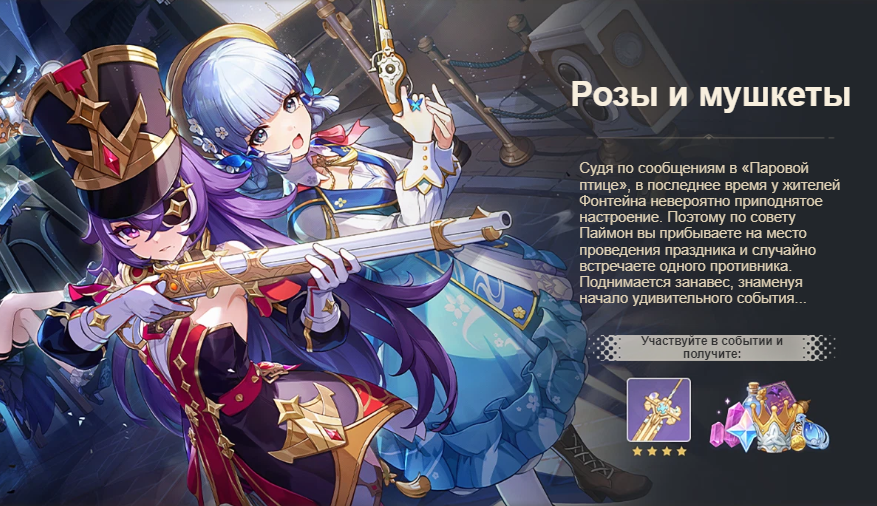 Розы и мушкеты
Судя по сообщениям в «Паровой
птице», в последнее время у жителей
Фонтейна невероятно приподнятое
настроение. Поэтому по совету
Паймон вы прибываете на место
проведения праздника и случайно
встречаете одного противника.
Поднимается занавес, знаменуя
начало удивительного события...
Участвуйте в событии и
получите: